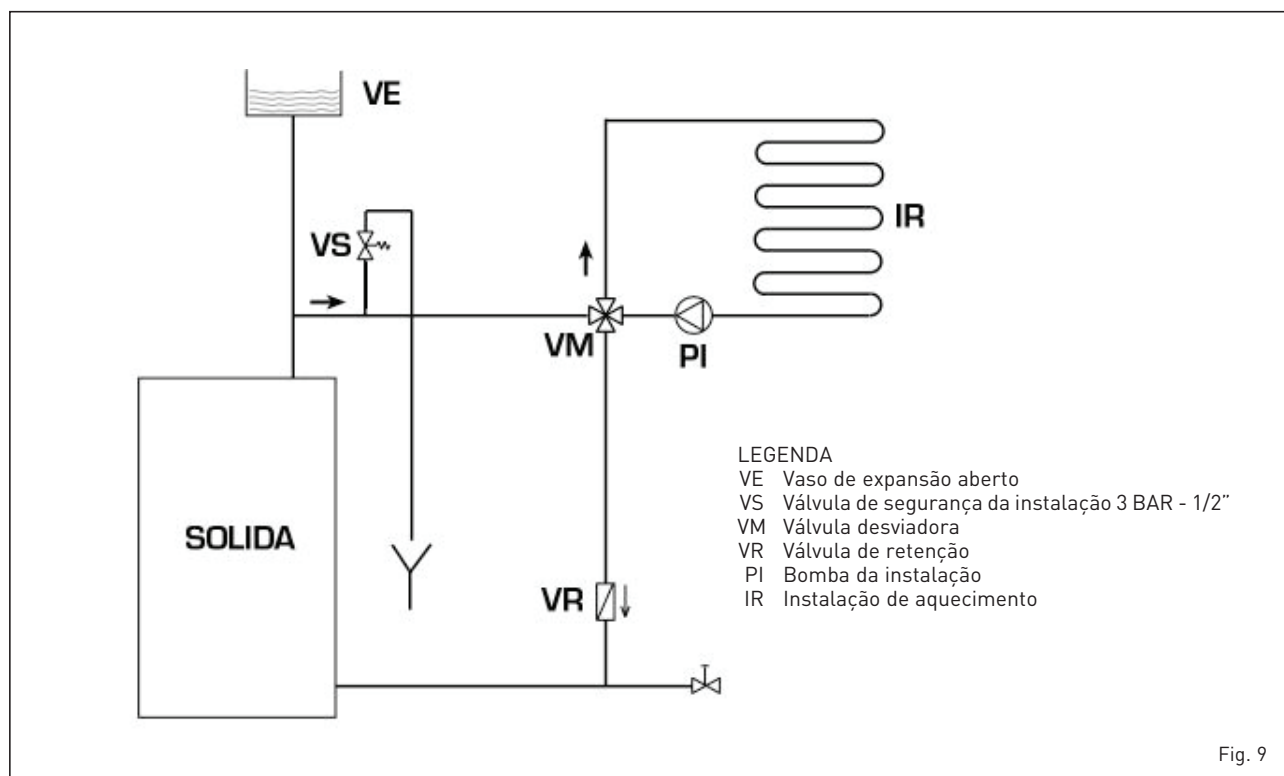 VE
VS
IR
VM
PI
SOLIDA
VR
LEGENDA
VE Vaso de expansão aberto
VS Válvula de segurança da instalação 3 BAR - 1/2”
VM Válvula desviadora
VR Válvula de retenção
PI Bomba da instalação
IR Instalação de aquecimento
Fig. 9